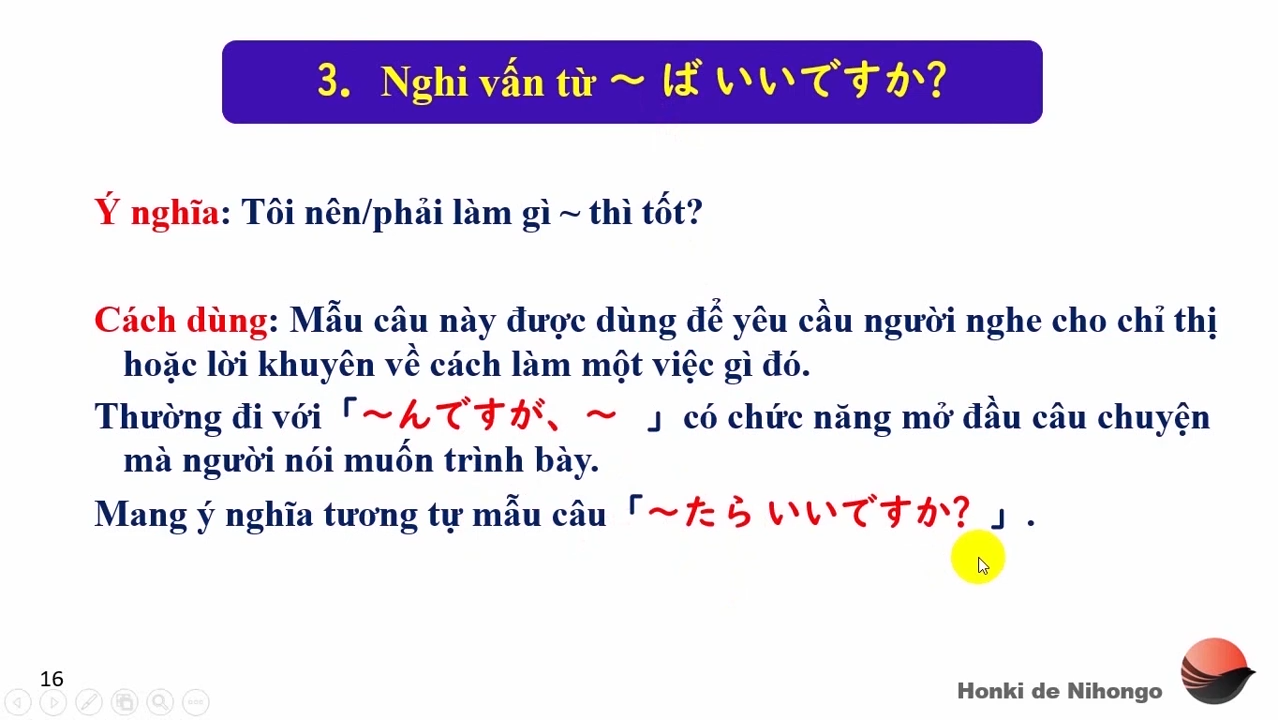 3. Nghi vấn từ ～ ば いいですか?
Ý nghĩa: Tôi nên/phải làm gì ~ thì tốt?
Cách dùng: Mẫu câu này được dùng để yêu cầu người nghe cho chỉ thị
hoặc lời khuyên về cách làm một việc gì đó.
Thường đi với「～んですが、～ 」có chức năng mở đầu câu chuyện
mà người nói muốn trình bày.
Mang ý nghĩa tương tự mẫu câu「～たら いいですか? 」.
16
Honki de Nihongo